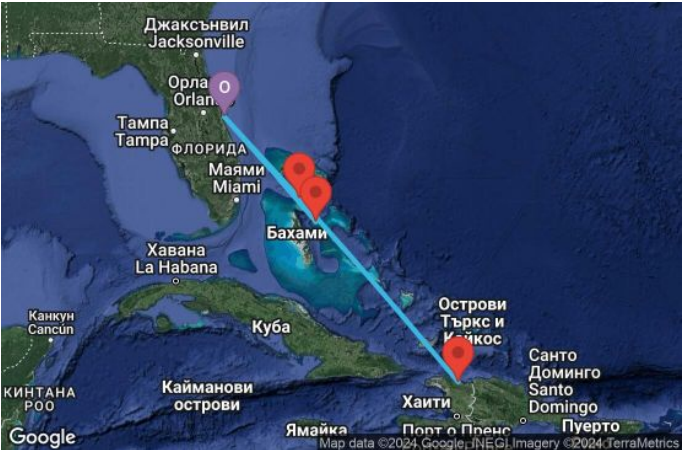 Джаксънвил
Jacksonville
Орла
Orlan
O
Тампа
Tampa
ФЛОРИДА
Маями
Miami
Бахами
Хавана
La Habana
Канкун
Cancún
Куба
Острови
Търкс и
Кайкос
КИНТАНА
РОО
Кайманови
острови
Санто
Доминго
Santo
Domingo
Хаити
Ямайка
Порт о Пренс
Пуерто
Google
Map data ©2024 Google, INEGI Imagery ©2024 TerraMetrics